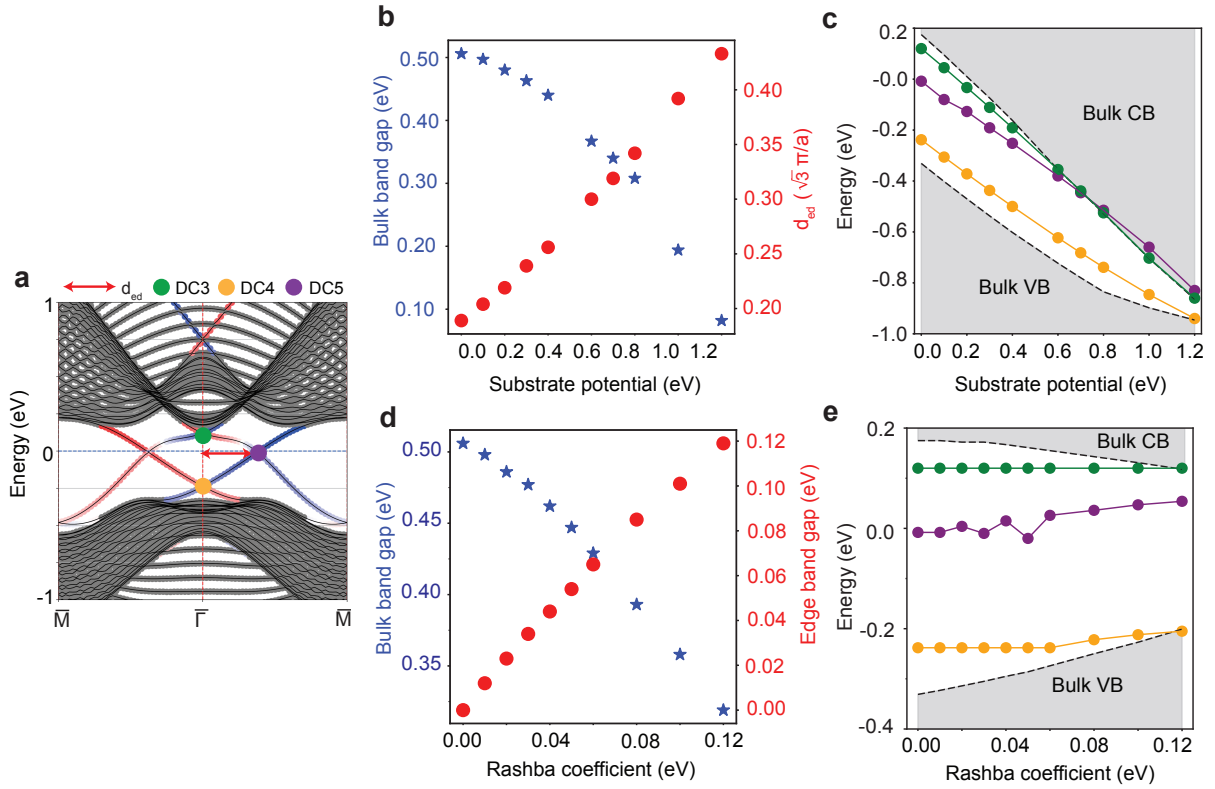 a
d_ed DC3 DC4 DC5
Energy (eV)
1
0
-1
M̅ Γ̅ M̅
b
Bulk band gap (eV)
0.50
0.40
0.30
0.20
0.10
d_ed ( √3 π/a)
0.40
0.35
0.30
0.25
0.20
0.0 0.2 0.4 0.6 0.8 1.0 1.2
Substrate potential (eV)
c
Energy (eV)
0.2
-0.0
-0.2
-0.4
-0.6
-0.8
-1.0
Bulk CB
Bulk VB
0.0 0.2 0.4 0.6 0.8 1.0 1.2
Substrate potential (eV)
d
Bulk band gap (eV)
0.50
0.45
0.40
0.35
Edge band gap (eV)
0.12
0.10
0.08
0.06
0.04
0.02
0.00
0.00 0.04 0.08 0.12
Rashba coefficient (eV)
e
Energy (eV)
0.2
0.0
-0.2
-0.4
Bulk CB
Bulk VB
0.00 0.04 0.08 0.12
Rashba coefficient (eV)